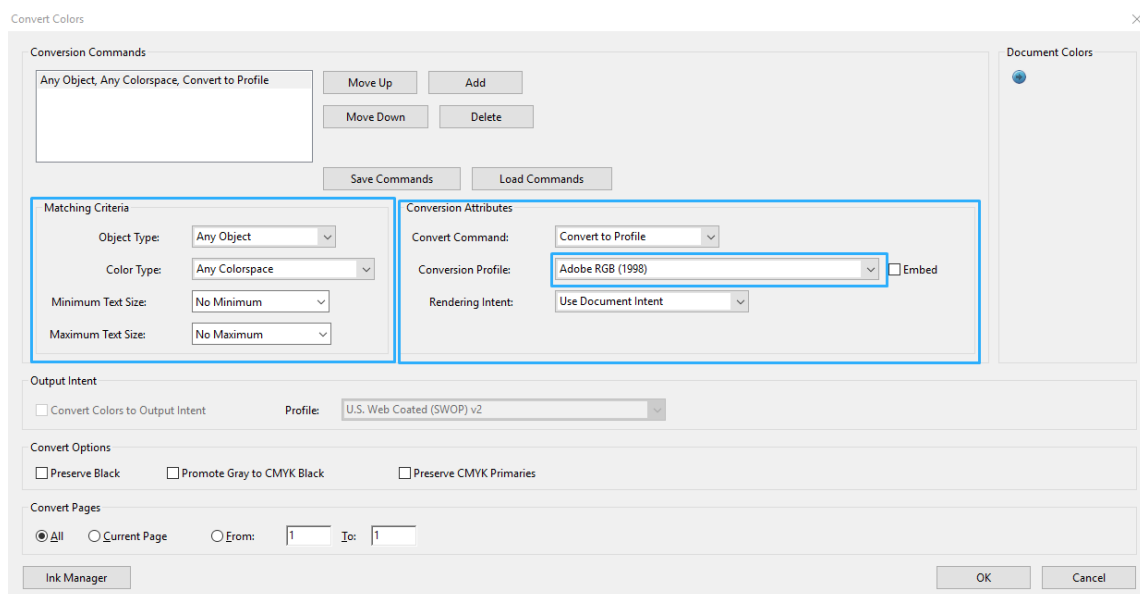 Convert Colors
Conversion Commands
Any Object, Any Colorspace, Convert to Profile
Move Up
Add
Move Down
Delete
Save Commands
Load Commands
Document Colors
Matching Criteria
Object Type: Any Object
Color Type: Any Colorspace
Minimum Text Size: No Minimum
Maximum Text Size: No Maximum
Conversion Attributes
Convert Command: Convert to Profile
Conversion Profile: Adobe RGB (1998) Embed
Rendering Intent: Use Document Intent
Output Intent
Convert Colors to Output Intent Profile: U.S. Web Coated (SWOP) v2
Convert Options
Preserve Black Promote Gray to CMYK Black Preserve CMYK Primaries
Convert Pages
All Current Page From: 1 To: 1
Ink Manager OK Cancel